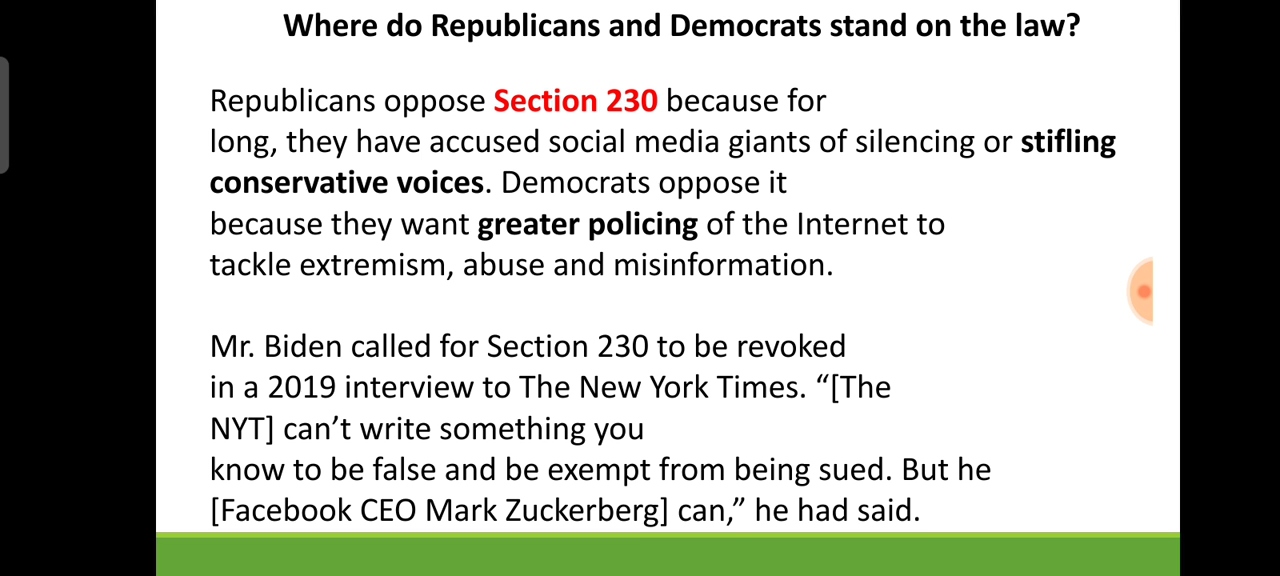 Where do Republicans and Democrats stand on the law?
Republicans oppose Section 230 because for
long, they have accused social media giants of silencing or stifling
conservative voices. Democrats oppose it
because they want greater policing of the Internet to
tackle extremism, abuse and misinformation.
Mr. Biden called for Section 230 to be revoked
in a 2019 interview to The New York Times. “[The
NYT] can’t write something you
know to be false and be exempt from being sued. But he
[Facebook CEO Mark Zuckerberg] can,” he had said.